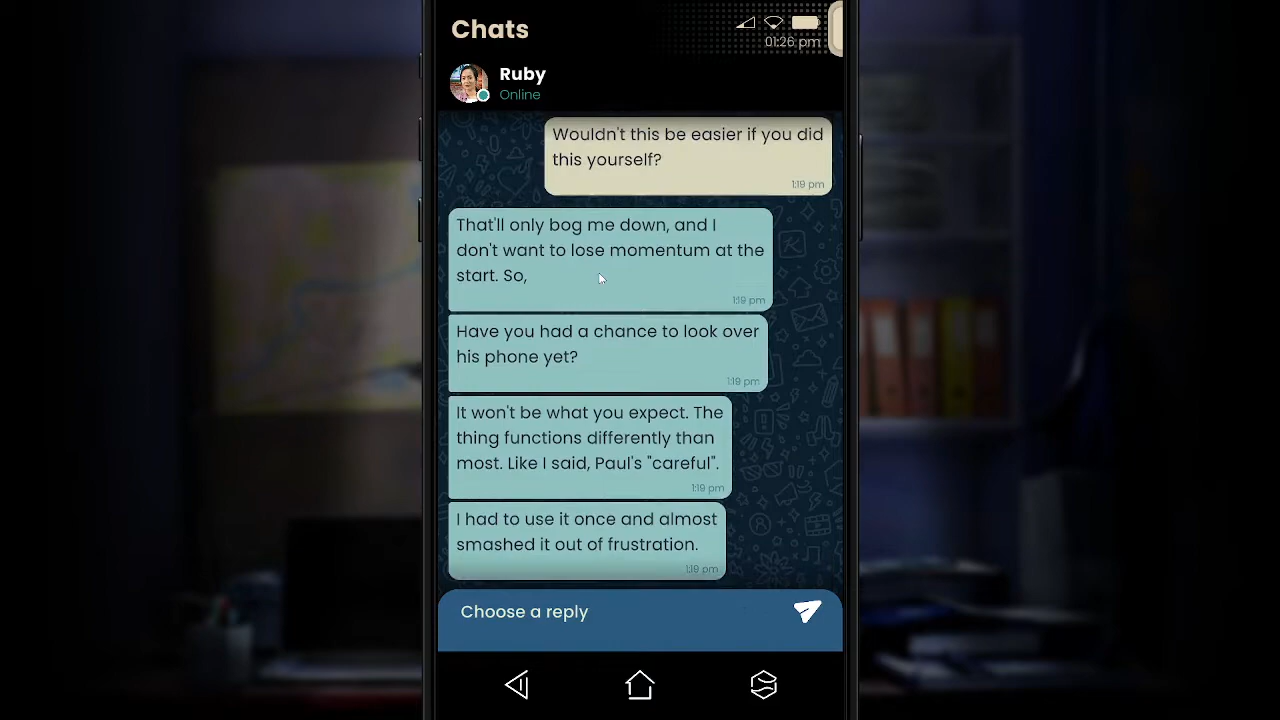 Chats
01:26 pm
Ruby
Online
Wouldn't this be easier if you did
this yourself?
1:19 pm
That'll only bog me down, and I
don't want to lose momentum at the
start. So,
1:19 pm
Have you had a chance to look over
his phone yet?
1:19 pm
It won't be what you expect. The
thing functions differently than
most. Like I said, Paul's "careful".
1:19 pm
I had to use it once and almost
smashed it out of frustration.
1:19 pm
Choose a reply